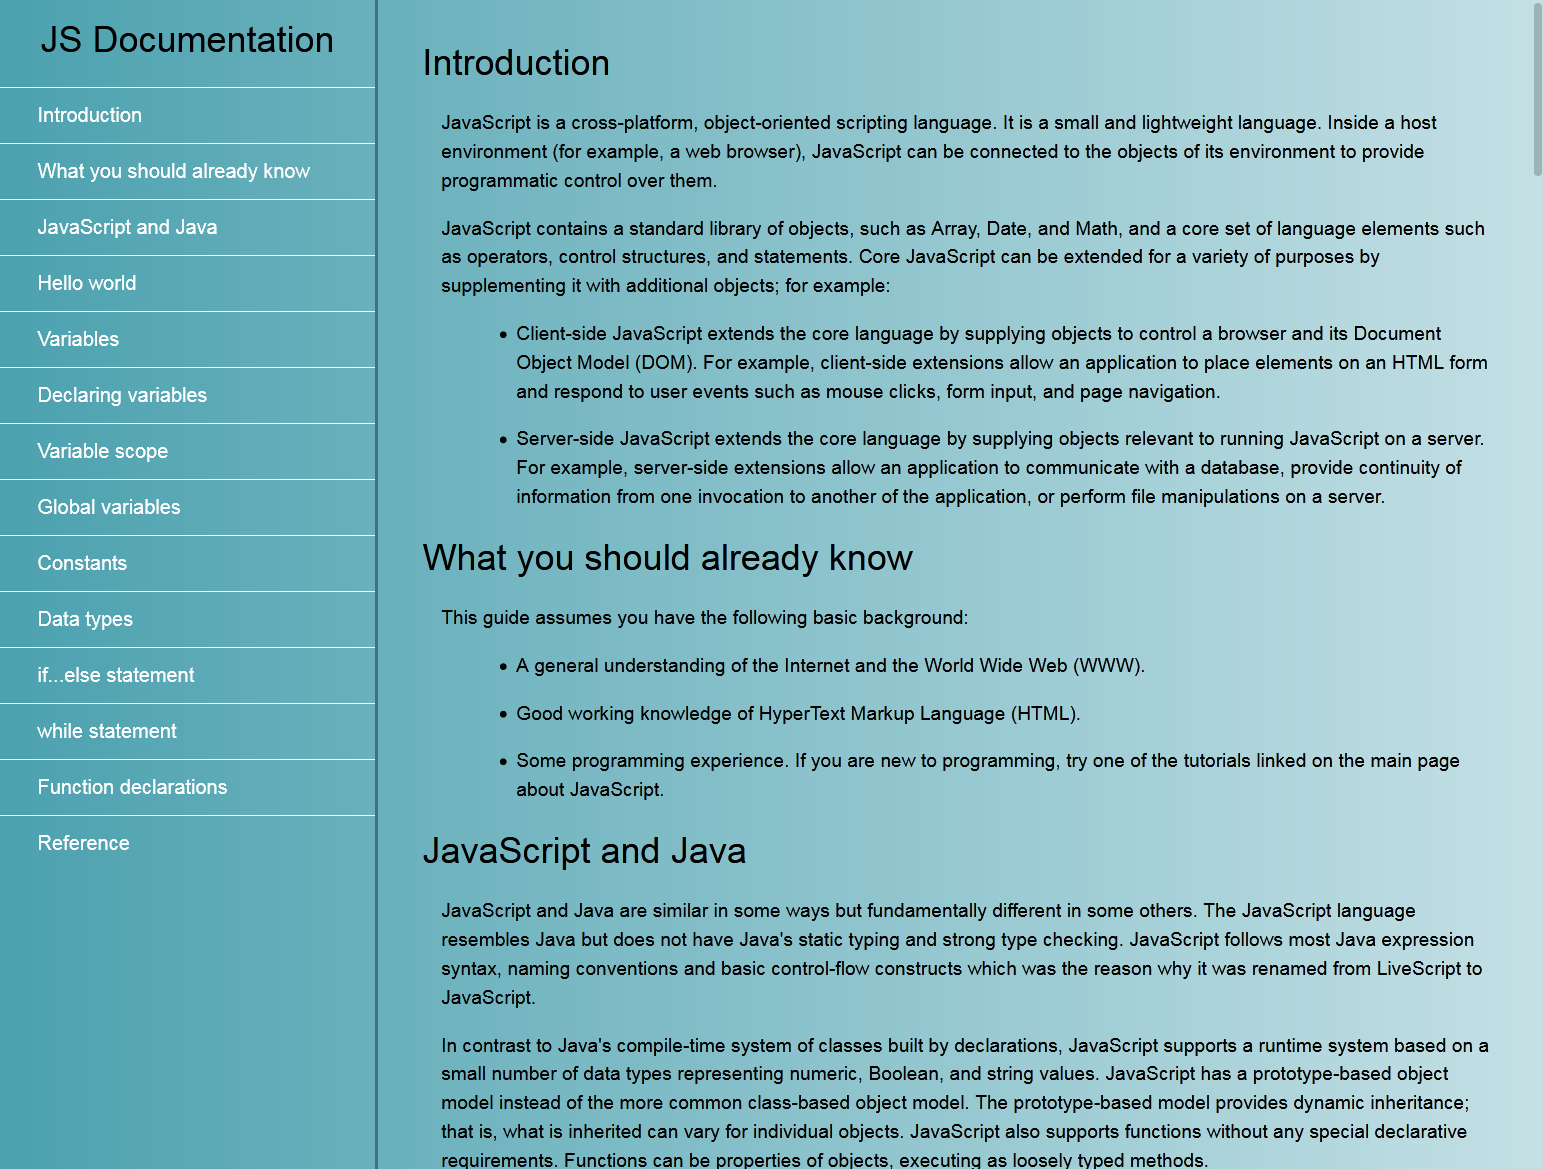 JS Documentation
Introduction
What you should already know
JavaScript and Java
Hello world
Variables
Declaring variables
Variable scope
Global variables
Constants
Data types
if...else statement
while statement
Function declarations
Reference
Introduction
JavaScript is a cross-platform, object-oriented scripting language. It is a small and lightweight language. Inside a host
environment (for example, a web browser), JavaScript can be connected to the objects of its environment to provide
programmatic control over them.
JavaScript contains a standard library of objects, such as Array, Date, and Math, and a core set of language elements such
as operators, control structures, and statements. Core JavaScript can be extended for a variety of purposes by
supplementing it with additional objects; for example:
• Client-side JavaScript extends the core language by supplying objects to control a browser and its Document
Object Model (DOM). For example, client-side extensions allow an application to place elements on an HTML form
and respond to user events such as mouse clicks, form input, and page navigation.
• Server-side JavaScript extends the core language by supplying objects relevant to running JavaScript on a server.
For example, server-side extensions allow an application to communicate with a database, provide continuity of
information from one invocation to another of the application, or perform file manipulations on a server.
What you should already know
This guide assumes you have the following basic background:
• A general understanding of the Internet and the World Wide Web (WWW).
• Good working knowledge of HyperText Markup Language (HTML).
• Some programming experience. If you are new to programming, try one of the tutorials linked on the main page
about JavaScript.
JavaScript and Java
JavaScript and Java are similar in some ways but fundamentally different in some others. The JavaScript language
resembles Java but does not have Java's static typing and strong type checking. JavaScript follows most Java expression
syntax, naming conventions and basic control-flow constructs which was the reason why it was renamed from LiveScript to
JavaScript.
In contrast to Java's compile-time system of classes built by declarations, JavaScript supports a runtime system based on a
small number of data types representing numeric, Boolean, and string values. JavaScript has a prototype-based object
model instead of the more common class-based object model. The prototype-based model provides dynamic inheritance;
that is, what is inherited can vary for individual objects. JavaScript also supports functions without any special declarative
requirements. Functions can be properties of objects, executing as loosely typed methods.